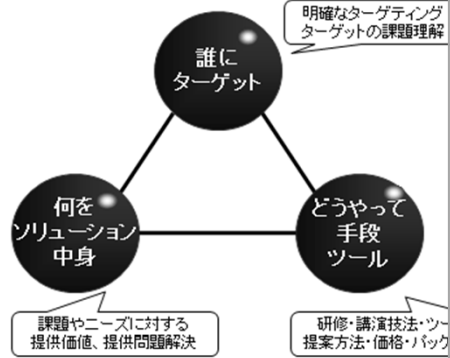 明確なターゲティング
ターゲットの課題理解
誰に
ターゲット
何を
ソリューション
中身
どうやって
手段
ツール
課題やニーズに対する
提供価値、提供問題解決
研修・講演技法・ツー
提案方法・価格・パック